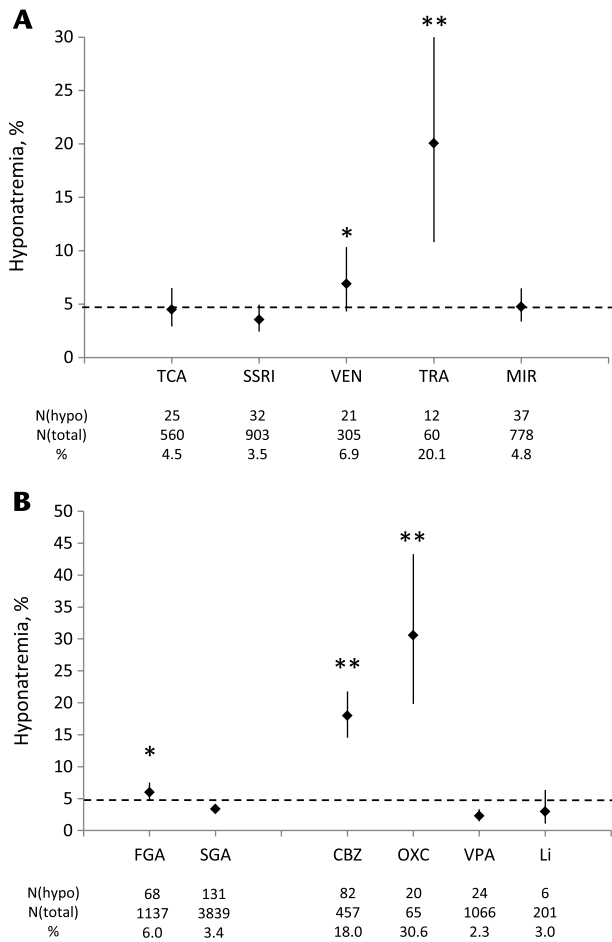 A
**
30
25
20
15
10
5
0
Hyponatremia, %
*
TCA SSRI VEN TRA MIR
N(hypo) 25 32 21 12 37
N(total) 560 903 305 60 778
% 4.5 3.5 6.9 20.1 4.8
B
50
45
40
35
30
25
20
15
10
5
0
Hyponatremia, %
**
**
*
FGA SGA CBZ OXC VPA Li
N(hypo) 68 131 82 20 24 6
N(total) 1137 3839 457 65 1066 201
% 6.0 3.4 18.0 30.6 2.3 3.0